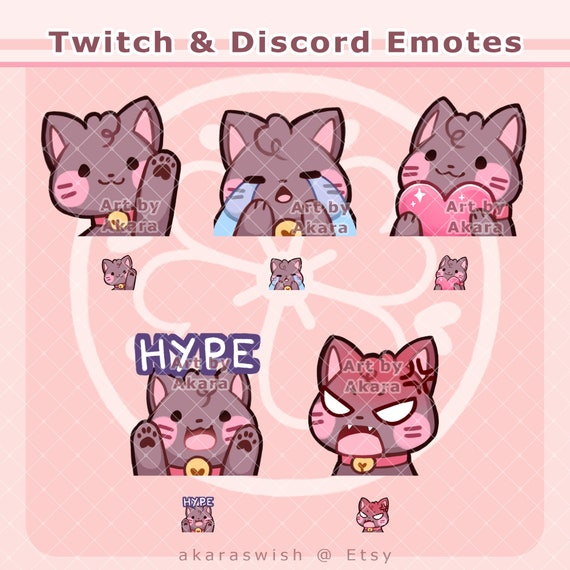 Twitch & Discord Emotes
Art by
Akara
Art by
Akara
Art by
Akara
HYPE
Art by
Akara
Art by
Akara
HYPE
akaraswish @ Etsy